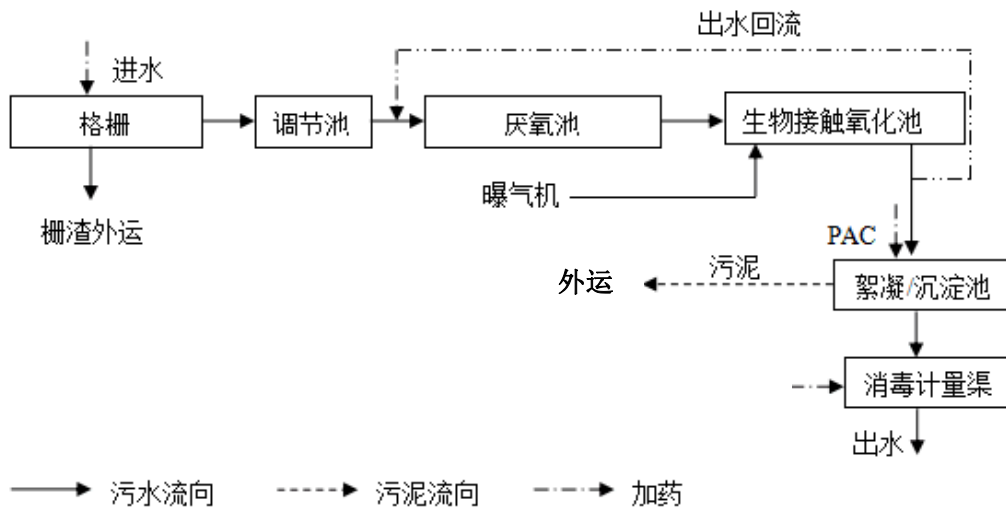 出水回流
进水
格栅
调节池
厌氧池
生物接触氧化池
曝气机
栅渣外运
PAC
外运
污泥
絮凝/沉淀池
消毒计量渠
出水
污水流向
污泥流向
加药